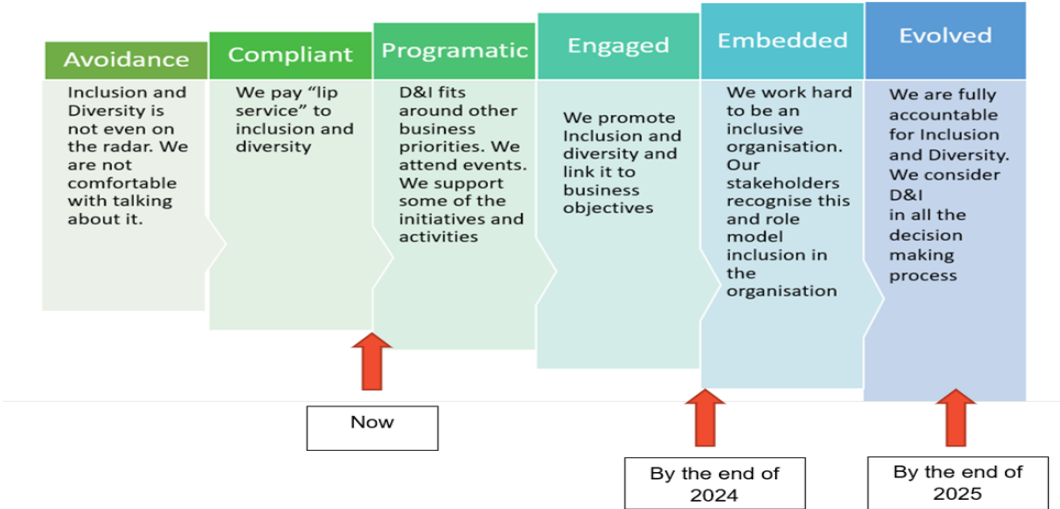 Avoidance
Inclusion and
Diversity is
not even on
the radar. We
are not
comfortable
with talking
about it.
Compliant
We pay “lip
service” to
inclusion and
diversity
Programatic
D&I fits
around other
business
priorities. We
attend events.
We support
some of the
initiatives and
activities
Engaged
We promote
Inclusion and
diversity and
link it to
business
objectives
Embedded
We work hard
to be an
inclusive
organisation.
Our
stakeholders
recognise this
and role
model
inclusion in
the
organisation
Evolved
We are fully
accountable
for Inclusion
and Diversity.
We consider
D&I
in all the
decision
making
process
Now
By the end of
2024
By the end of
2025